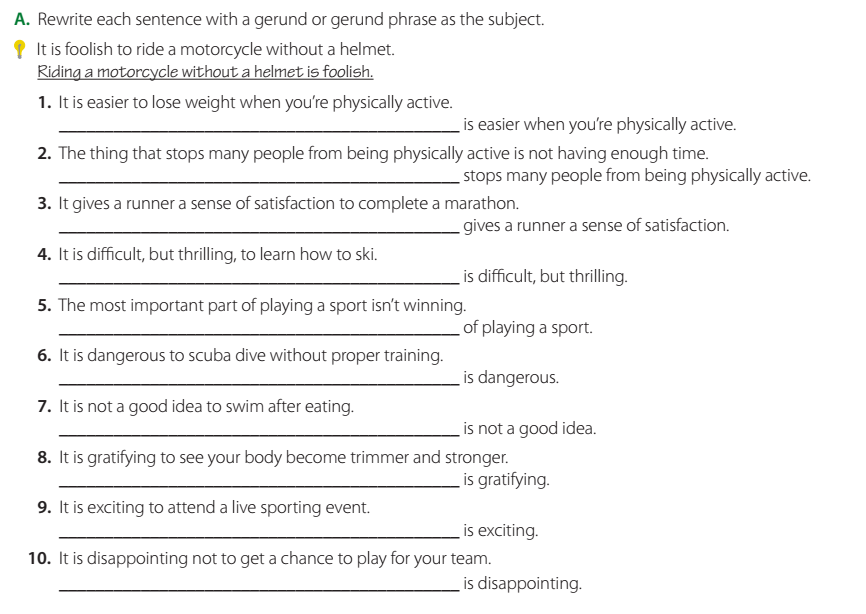 A. Rewrite each sentence with a gerund or gerund phrase as the subject.
It is foolish to ride a motorcycle without a helmet.
Riding a motorcycle without a helmet is foolish.
1. It is easier to lose weight when you're physically active.
is easier when you're physically active.
2. The thing that stops many people from being physically active is not having enough time.
stops many people from being physically active.
3. It gives a runner a sense of satisfaction to complete a marathon.
gives a runner a sense of satisfaction.
4. It is difficult, but thrilling, to learn how to ski.
is difficult, but thrilling.
5. The most important part of playing a sport isn't winning.
of playing a sport.
6. It is dangerous to scuba dive without proper training.
is dangerous.
7. It is not a good idea to swim after eating.
is not a good idea.
8. It is gratifying to see your body become trimmer and stronger.
is gratifying.
9. It is exciting to attend a live sporting event.
is exciting.
10. It is disappointing not to get a chance to play for your team.
is disappointing.